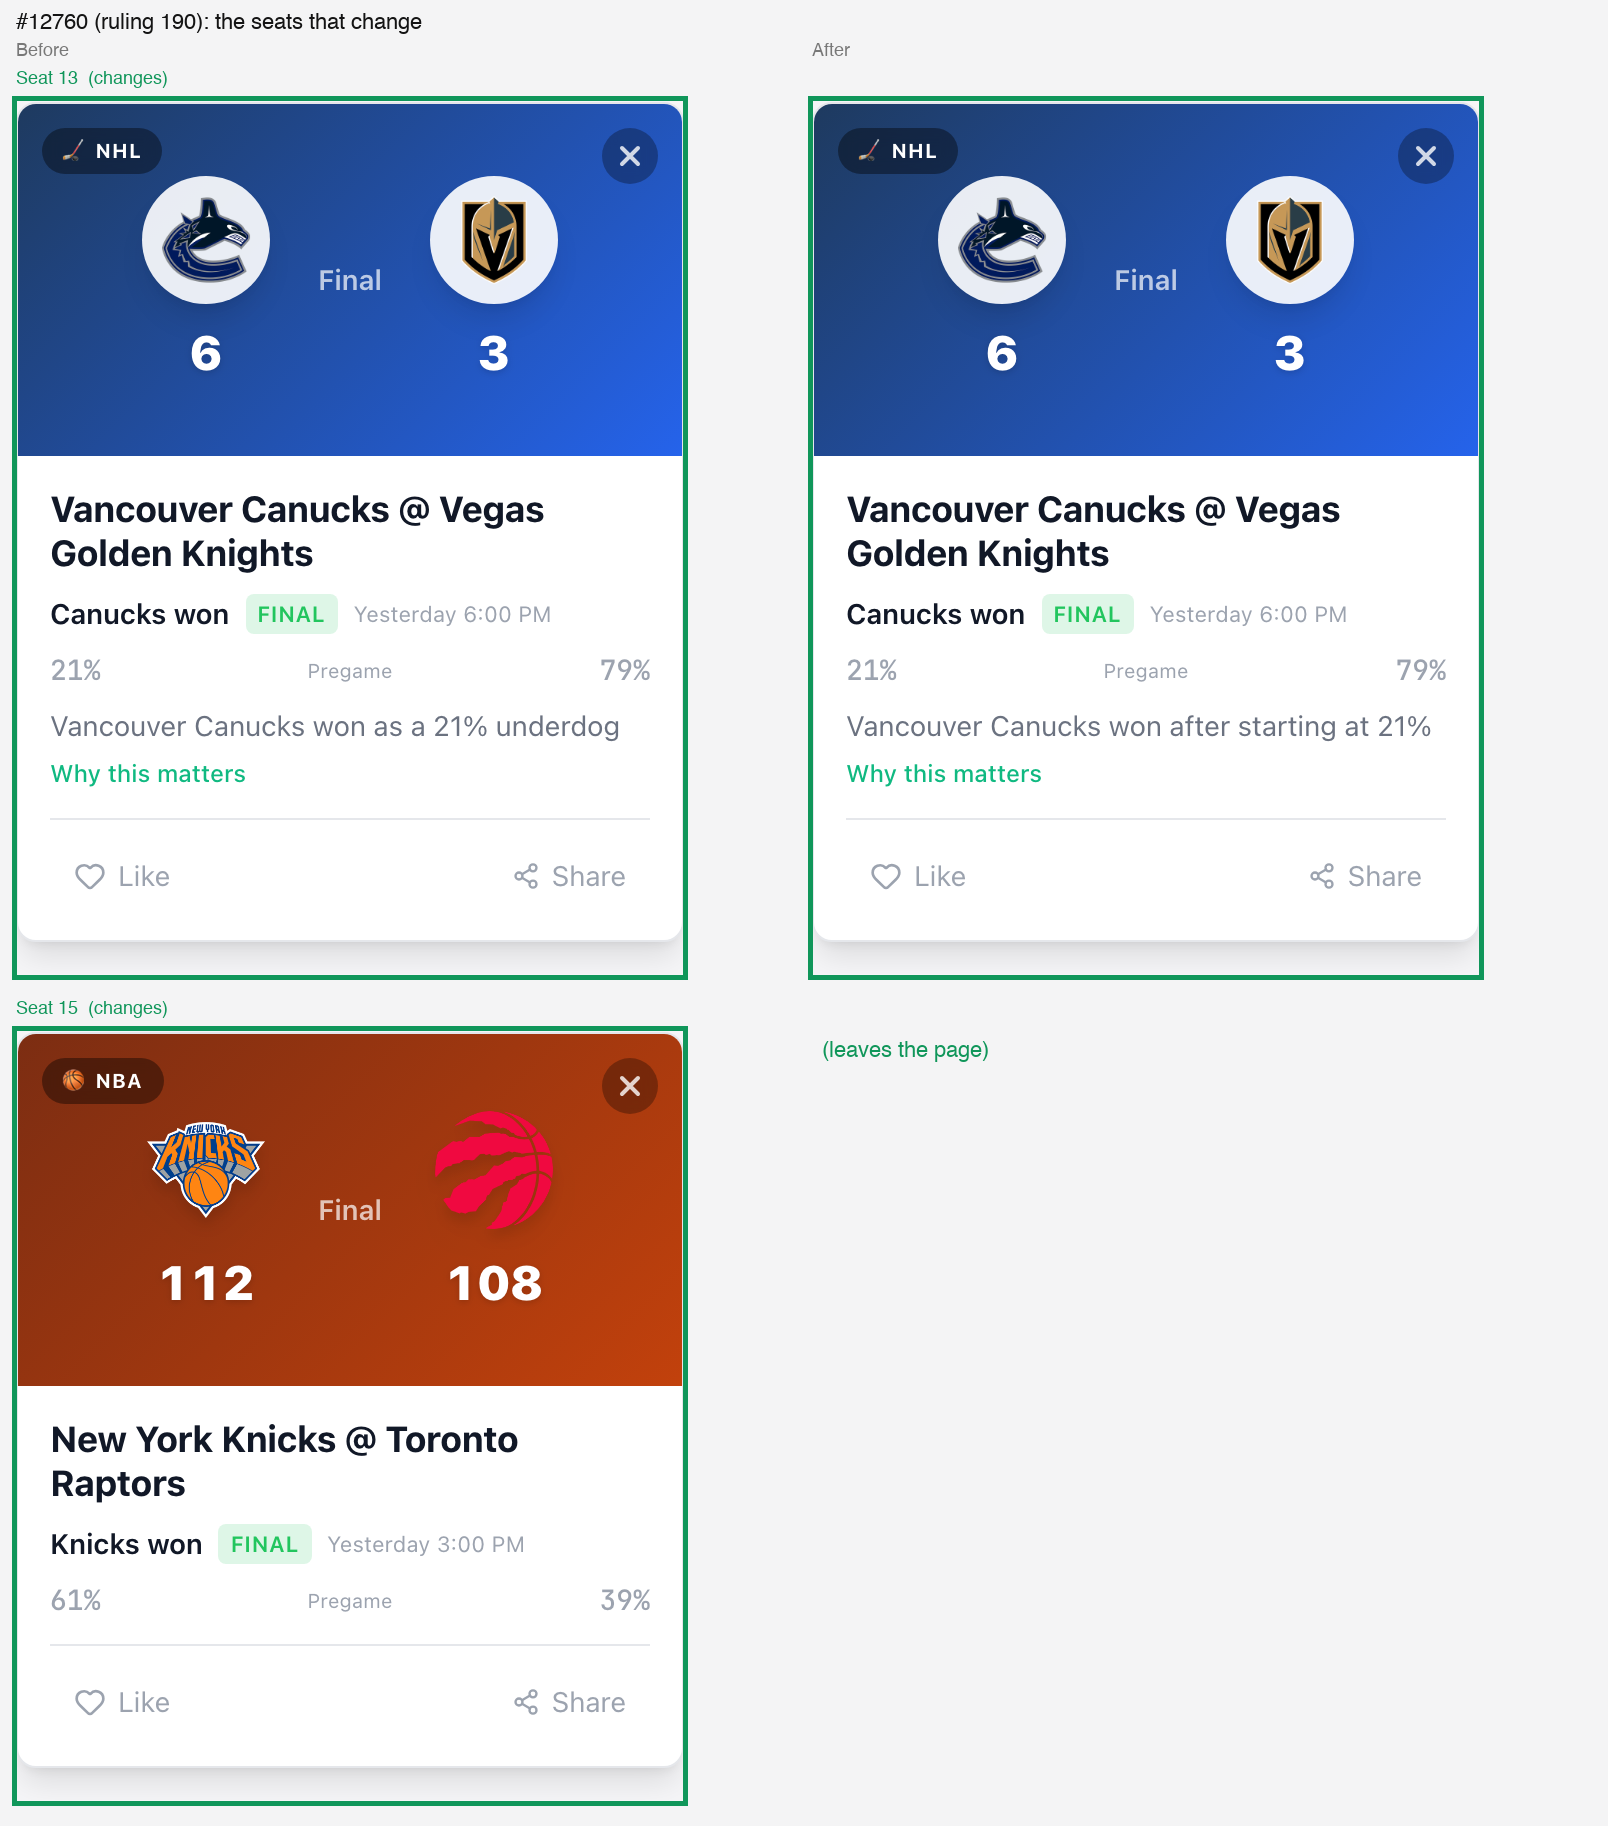 #12760 (ruling 190): the seats that change
Before
After
Seat 13 (changes)
NHL
Final
6
3
Vancouver Canucks @ Vegas
Golden Knights
Canucks won FINAL Yesterday 6:00 PM
21% Pregame 79%
Vancouver Canucks won as a 21% underdog
Why this matters
Like
Share
NHL
Final
6
3
Vancouver Canucks @ Vegas
Golden Knights
Canucks won FINAL Yesterday 6:00 PM
21% Pregame 79%
Vancouver Canucks won after starting at 21%
Why this matters
Like
Share
Seat 15 (changes)
NBA
NEW YORK
KNICKS
Final
112
108
New York Knicks @ Toronto
Raptors
Knicks won FINAL Yesterday 3:00 PM
61% Pregame 39%
Like
Share
(leaves the page)